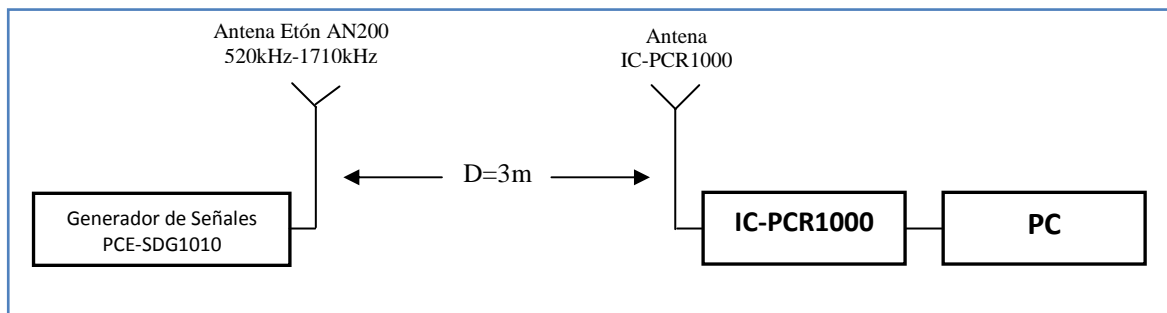 Antena Etón AN200
520kHz-1710kHz
Antena
IC-PCR1000
D=3m
Generador de Señales
PCE-SDG1010
IC-PCR1000
PC